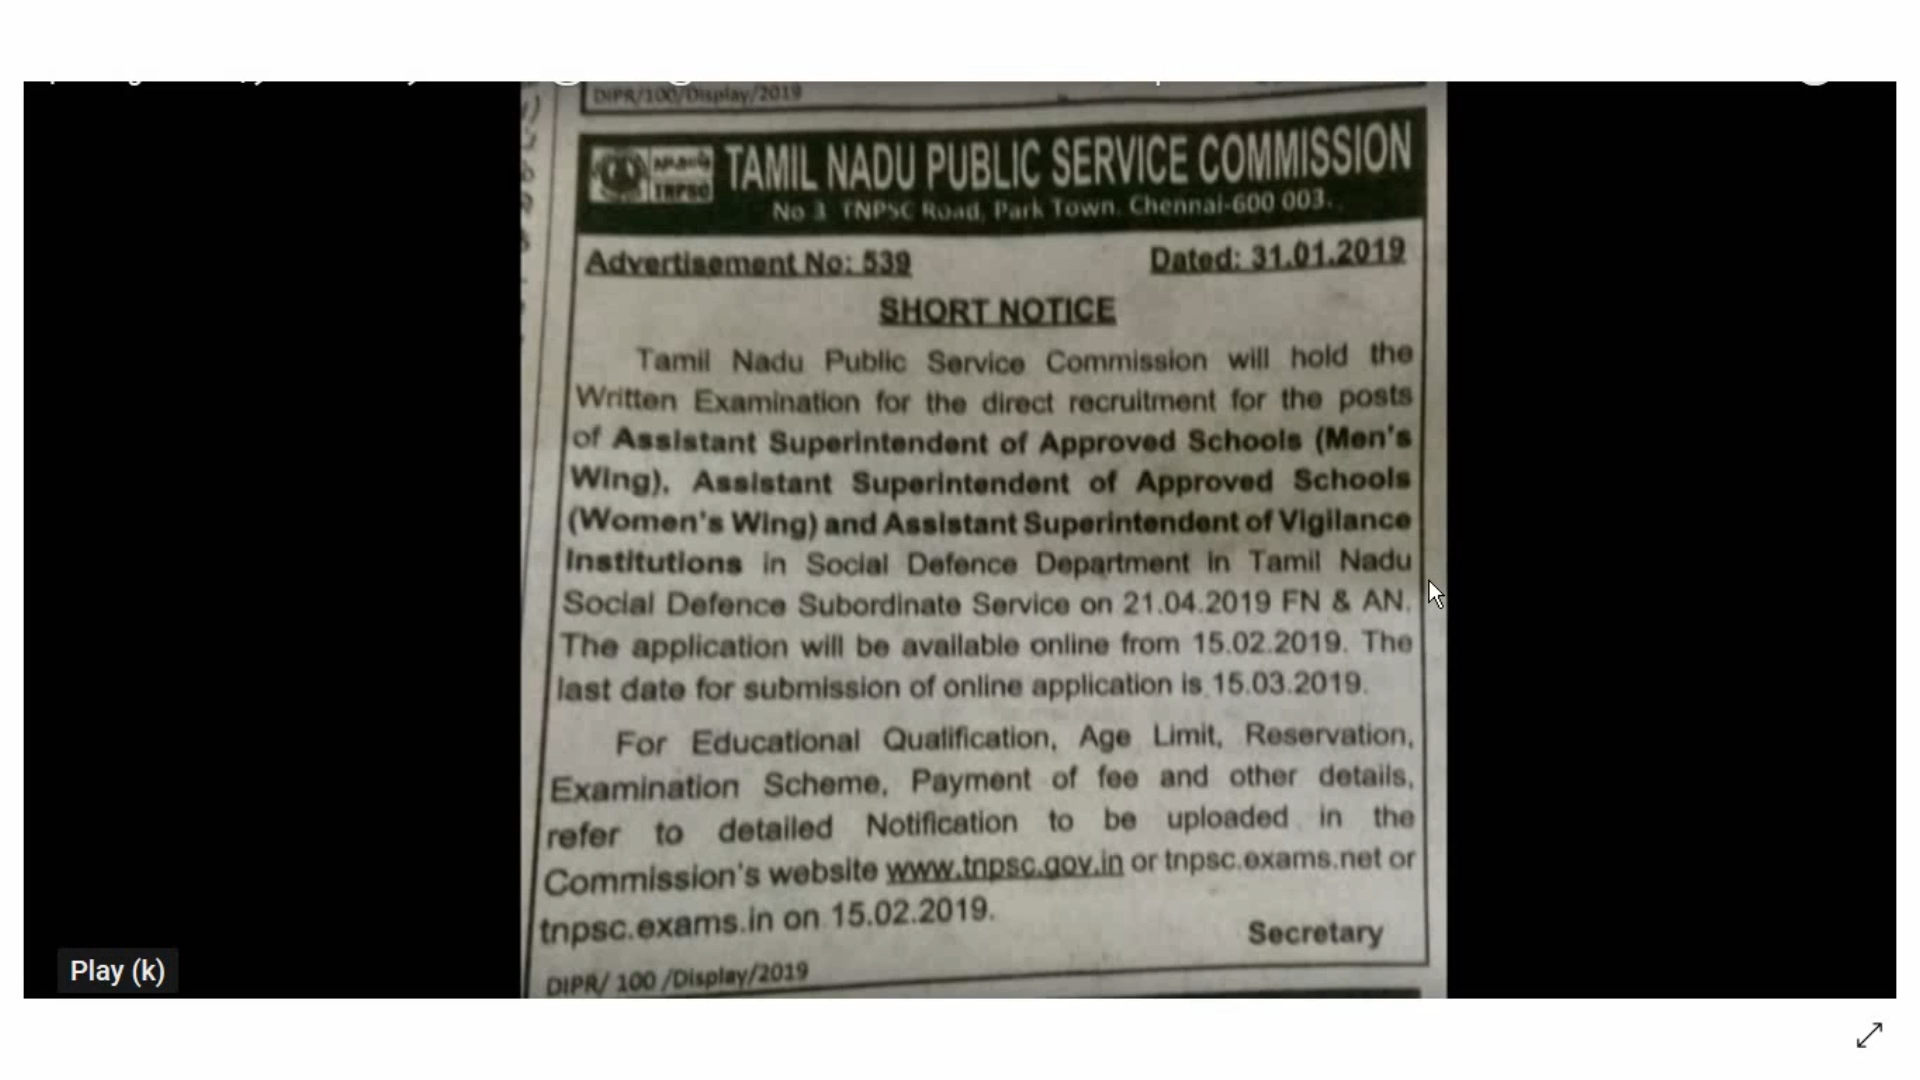 DIPR/100/Display/2019
TNPSC
TAMIL NADU PUBLIC SERVICE COMMISSION
No 3 TNPSC Road, Park Town. Chennai-600 003.
Advertisement No: 539 Dated: 31.01.2019
SHORT NOTICE
Tamil Nadu Public Service Commission will hold the
Written Examination for the direct recruitment for the posts
of Assistant Superintendent of Approved Schools (Men's
Wing), Assistant Superintendent of Approved Schools
(Women's Wing) and Assistant Superintendent of Vigilance
Institutions in Social Defence Department in Tamil Nadu
Social Defence Subordinate Service on 21.04.2019 FN & AN.
The application will be available online from 15.02.2019. The
last date for submission of online application is 15.03.2019.
For Educational Qualification, Age Limit, Reservation,
Examination Scheme, Payment of fee and other details,
refer to detailed Notification to be uploaded in the
Commission's website www.tnpsc.gov.in or tnpsc.exams.net or
tnpsc.exams.in on 15.02.2019.
Secretary
DIPR/ 100 /Display/2019
Play (k)